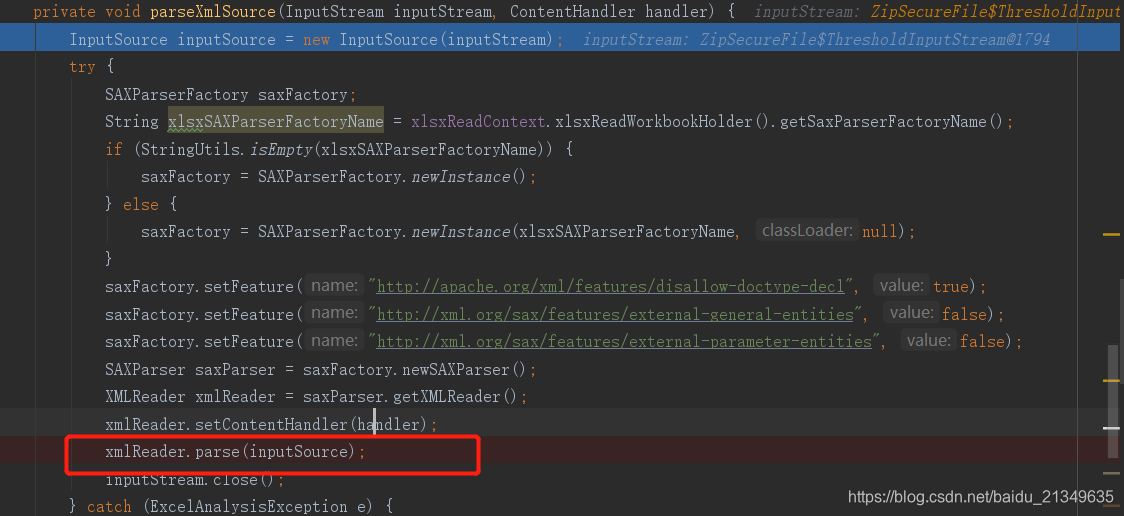 private void parseXmlSource(InputStream inputStream, ContentHandler handler) { inputStream: ZipSecureFile$ThresholdInput
InputSource inputSource = new InputSource(inputStream); inputStream: ZipSecureFile$ThresholdInputStream@1794
try {
SAXParserFactory saxFactory;
String xlsxSAXParserFactoryName = xlsxReadContext.xlsxReadWorkbookHolder().getSaxParserFactoryName();
if (StringUtils.isEmpty(xlsxSAXParserFactoryName)) {
saxFactory = SAXParserFactory.newInstance();
} else {
saxFactory = SAXParserFactory.newInstance(xlsxSAXParserFactoryName, classLoader: null);
}
saxFactory.setFeature( name: "http://apache.org/xml/features/disallow-doctype-decl", value: true);
saxFactory.setFeature( name: "http://xml.org/sax/features/external-general-entities", value: false);
saxFactory.setFeature( name: "http://xml.org/sax/features/external-parameter-entities", value: false);
SAXParser saxParser = saxFactory.newSAXParser();
XMLReader xmlReader = saxParser.getXMLReader();
xmlReader.setContentHandler(handler);
xmlReader.parse(inputSource);
inputStream.close();
} catch (ExcelAnalysisException e) {
https://blog.csdn.net/baidu_21349635